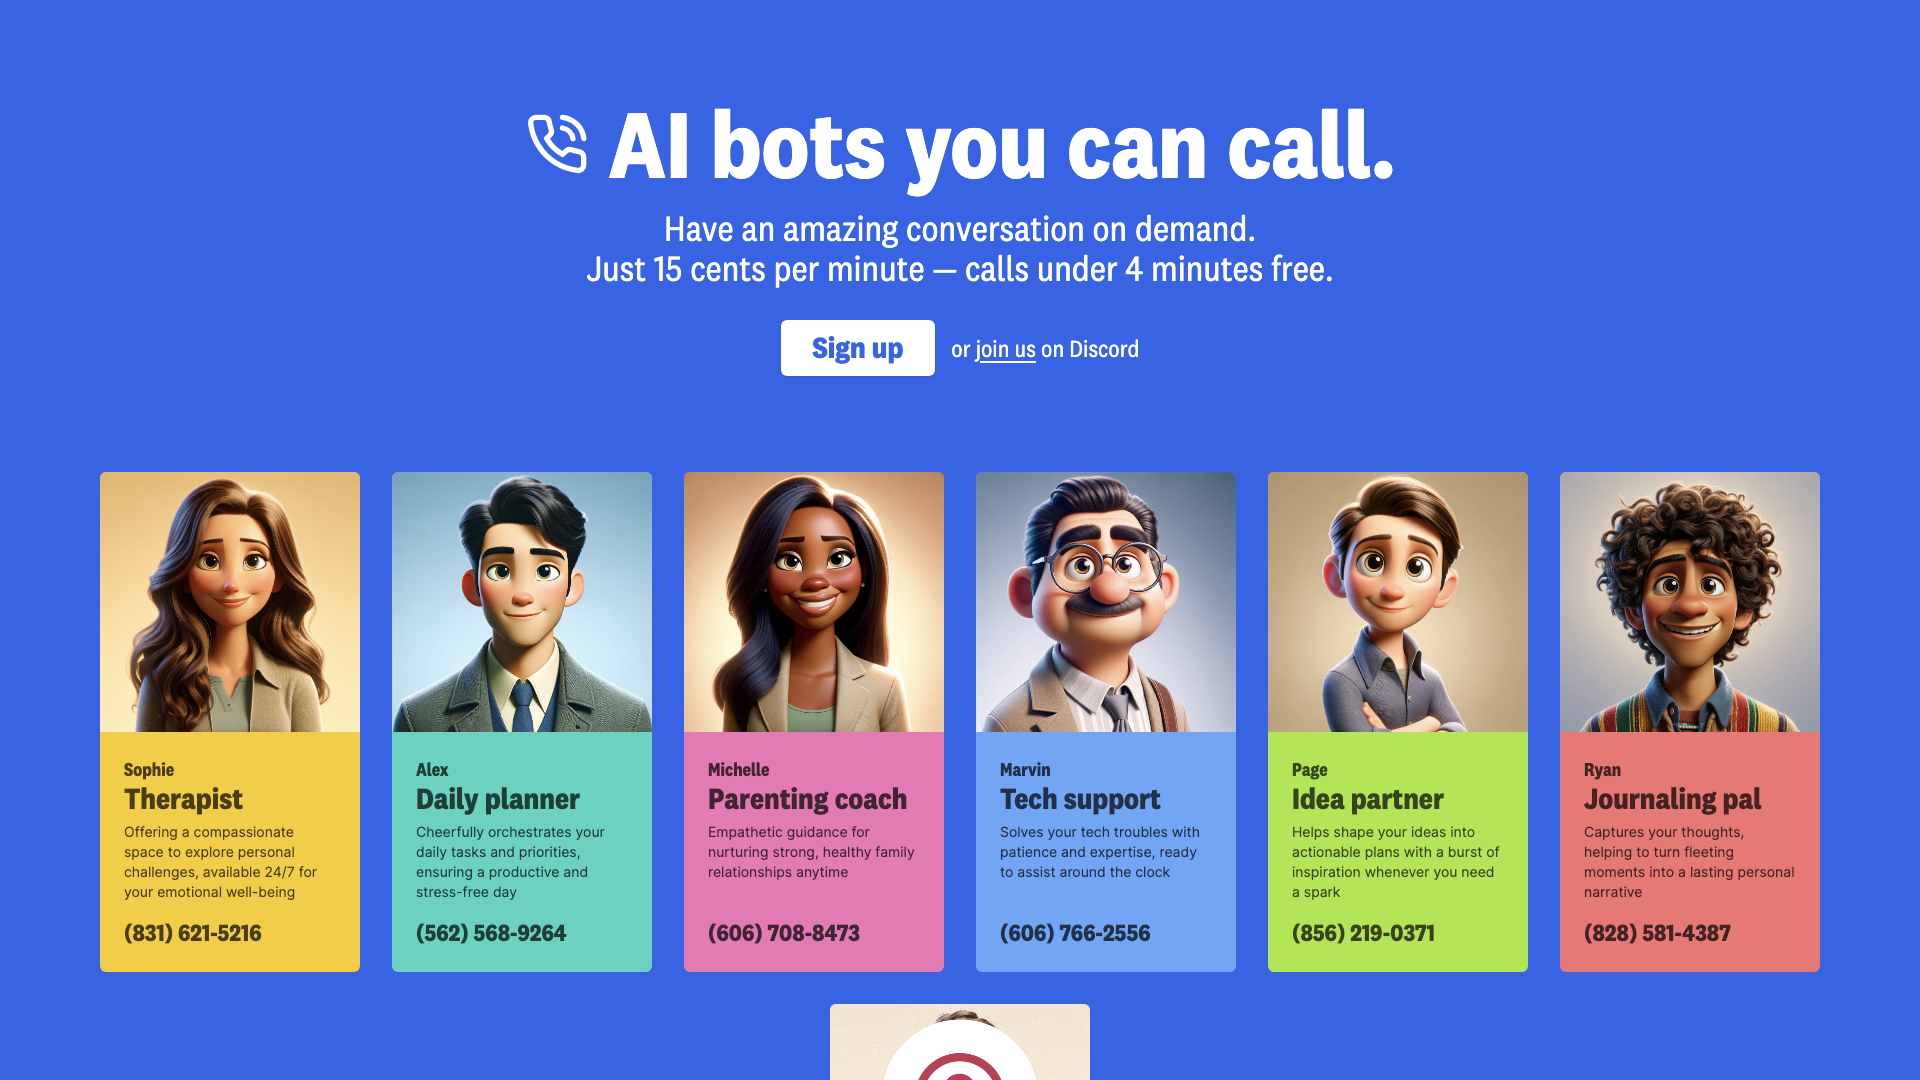 AI bots you can call.
Have an amazing conversation on demand.
Just 15 cents per minute — calls under 4 minutes free.
Sign up
or join us on Discord
Sophie
Therapist
Offering a compassionate
space to explore personal
challenges, available 24/7 for
your emotional well-being
(831) 621-5216
Alex
Daily planner
Cheerfully orchestrates your
daily tasks and priorities,
ensuring a productive and
stress-free day
(562) 568-9264
Michelle
Parenting coach
Empathetic guidance for
nurturing strong, healthy family
relationships anytime
(606) 708-8473
Marvin
Tech support
Solves your tech troubles with
patience and expertise, ready
to assist around the clock
(606) 766-2556
Page
Idea partner
Helps shape your ideas into
actionable plans with a burst of
inspiration whenever you need
a spark
(856) 219-0371
Ryan
Journaling pal
Captures your thoughts,
helping to turn fleeting
moments into a lasting personal
narrative
(828) 581-4387